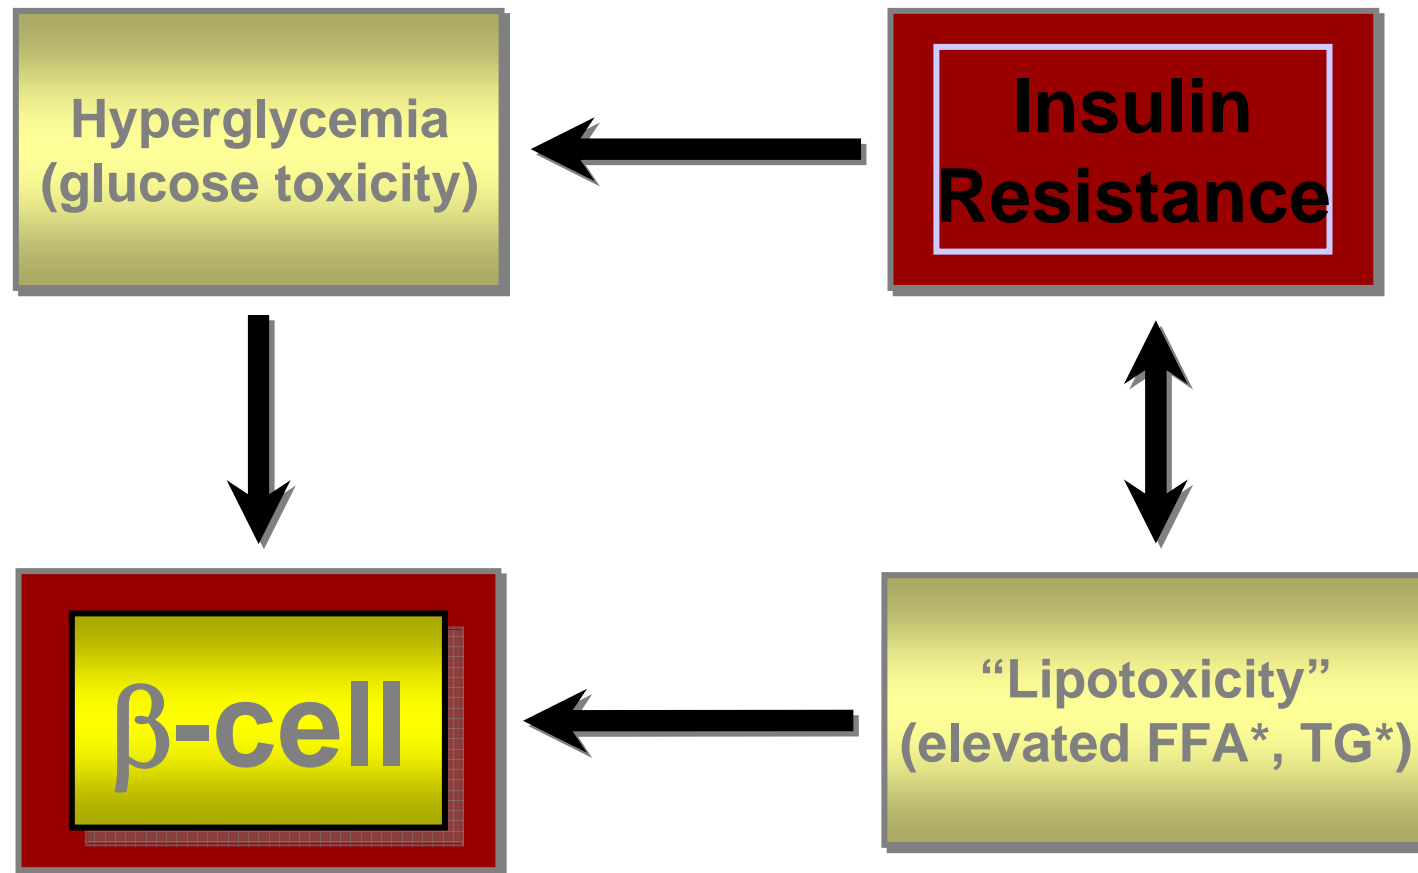 Hyperglycemia
(glucose toxicity)
Insulin
Resistance
β-cell
“Lipotoxicity”
(elevated FFA*, TG*)